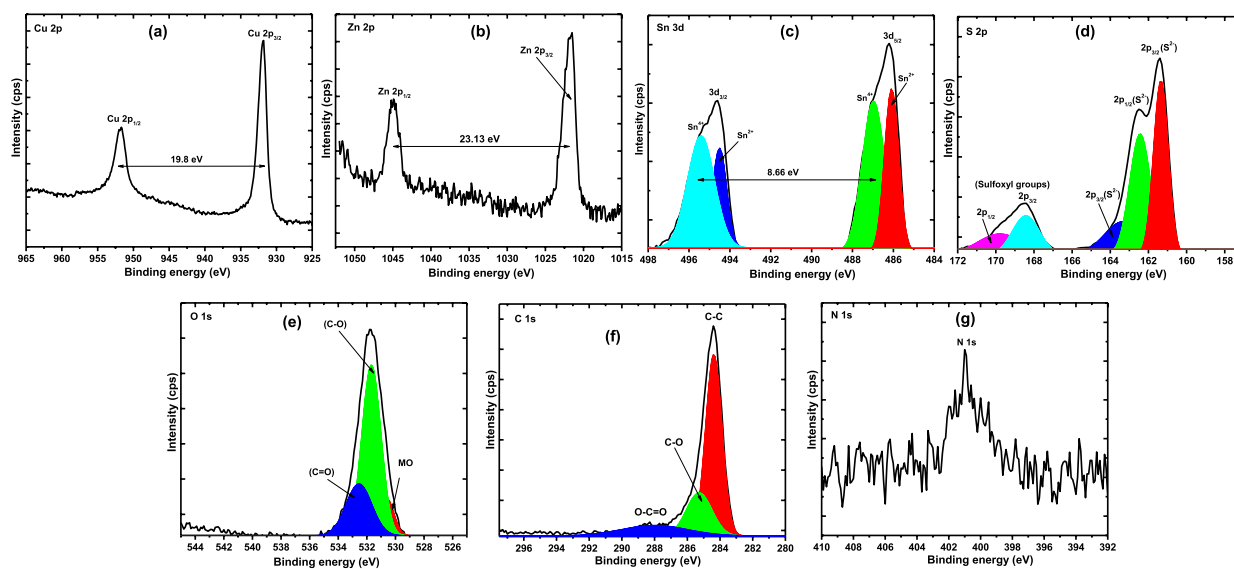 Cu 2p
(a)
Cu 2p3/2
Cu 2p1/2
19.8 eV
Intensity (cps)
965 960 955 950 945 940 935 930 925
Binding energy (eV)
Zn 2p
(b)
Zn 2p3/2
Zn 2p1/2
23.13 eV
Intensity (cps)
1050 1045 1040 1035 1030 1025 1020 1015
Binding energy (eV)
Sn 3d
(c)
3d5/2
Sn2+
Sn4+
3d3/2
Sn4+
Sn2+
8.66 eV
Intensity (cps)
498 496 494 492 490 488 486 484
Binding energy (eV)
S 2p
(d)
2p3/2(S2-)
2p1/2(S2-)
2p3/2(S2-)
(Sulfoxyl groups)
2p3/2
2p1/2
Intensity (cps)
172 170 168 166 164 162 160 158
Binding energy (eV)
O 1s
(e)
(C-O)
(C=O)
MO
Intensity (cps)
544 542 540 538 536 534 532 530 528 526
Binding energy (eV)
C 1s
(f)
C-C
C-O
O-C=O
Intensity (cps)
296 294 292 290 288 286 284 282 280
Binding energy (eV)
N 1s
(g)
N 1s
Intensity (cps)
410 408 406 404 402 400 398 396 394 392
Binding energy (eV)